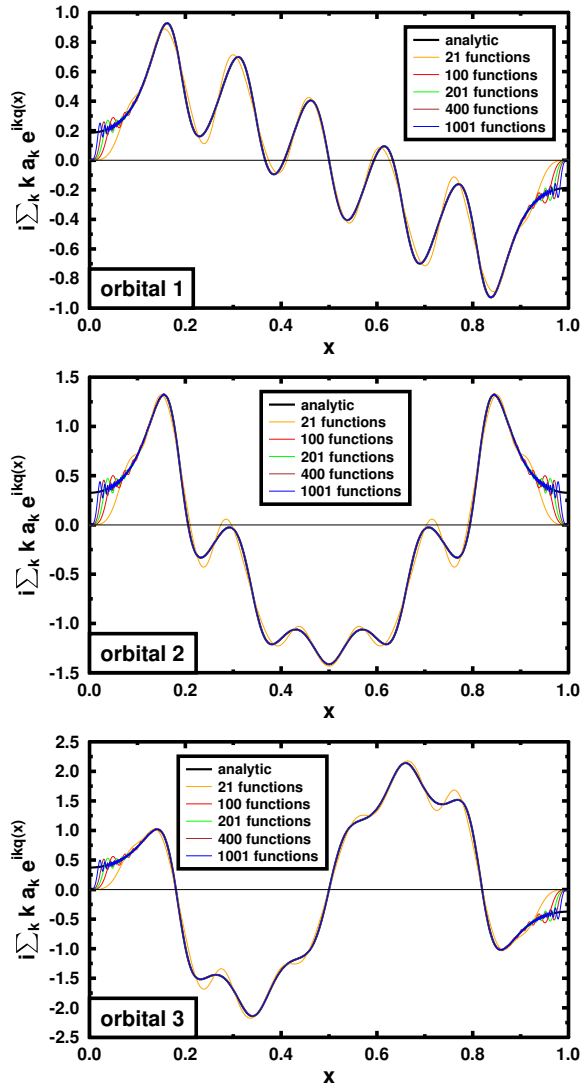 1.0
0.8
0.6
0.4
0.2
0.0
-0.2
-0.4
-0.6
-0.8
-1.0
i∑ₖ k aₖ e^{ikq(x)}
analytic
21 functions
100 functions
201 functions
400 functions
1001 functions
orbital 1
0.0 0.2 0.4 0.6 0.8 1.0
x
1.5
1.0
0.5
0.0
-0.5
-1.0
-1.5
i∑ₖ k aₖ e^{ikq(x)}
analytic
21 functions
100 functions
201 functions
400 functions
1001 functions
orbital 2
0.0 0.2 0.4 0.6 0.8 1.0
x
2.5
2.0
1.5
1.0
0.5
0.0
-0.5
-1.0
-1.5
-2.0
-2.5
i∑ₖ k aₖ e^{ikq(x)}
analytic
21 functions
100 functions
201 functions
400 functions
1001 functions
orbital 3
0.0 0.2 0.4 0.6 0.8 1.0
x